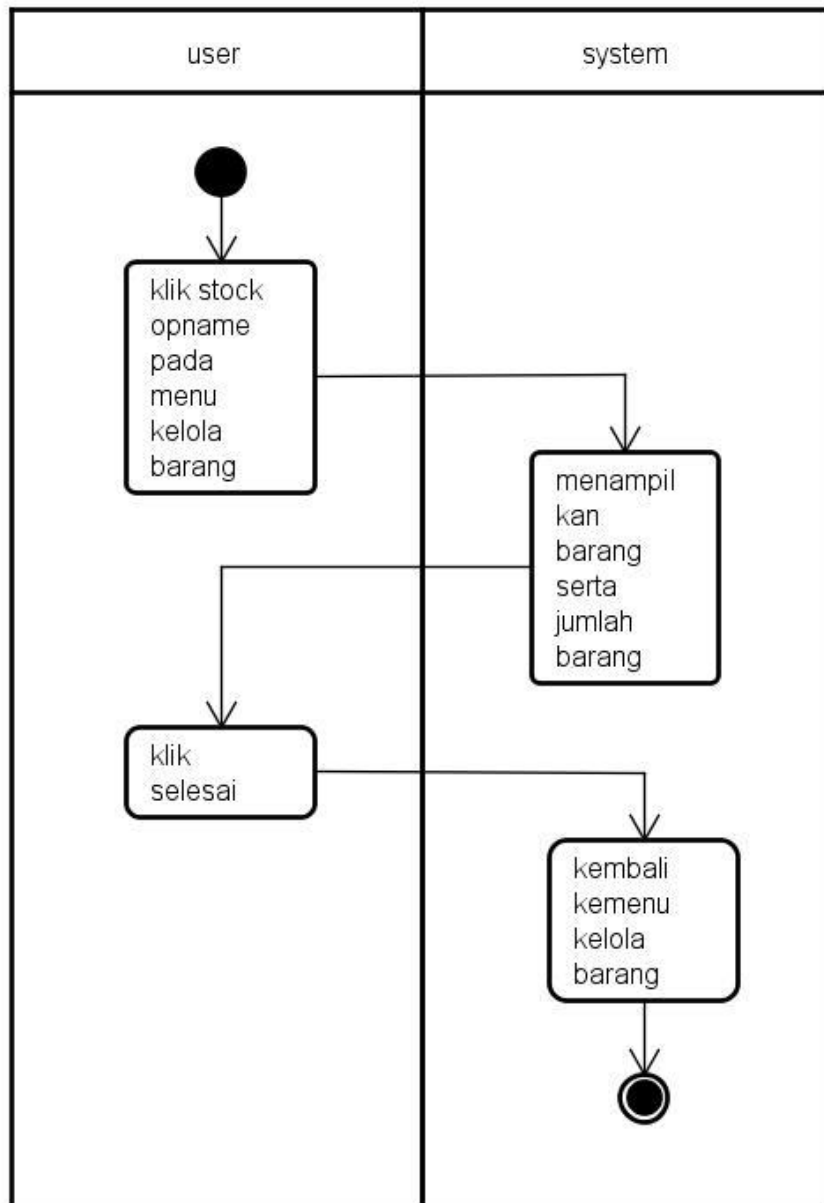 user
system
klik stock
opname
pada
menu
kelola
barang
menampil
kan
barang
serta
jumlah
barang
klik
selesai
kembali
kemenu
kelola
barang